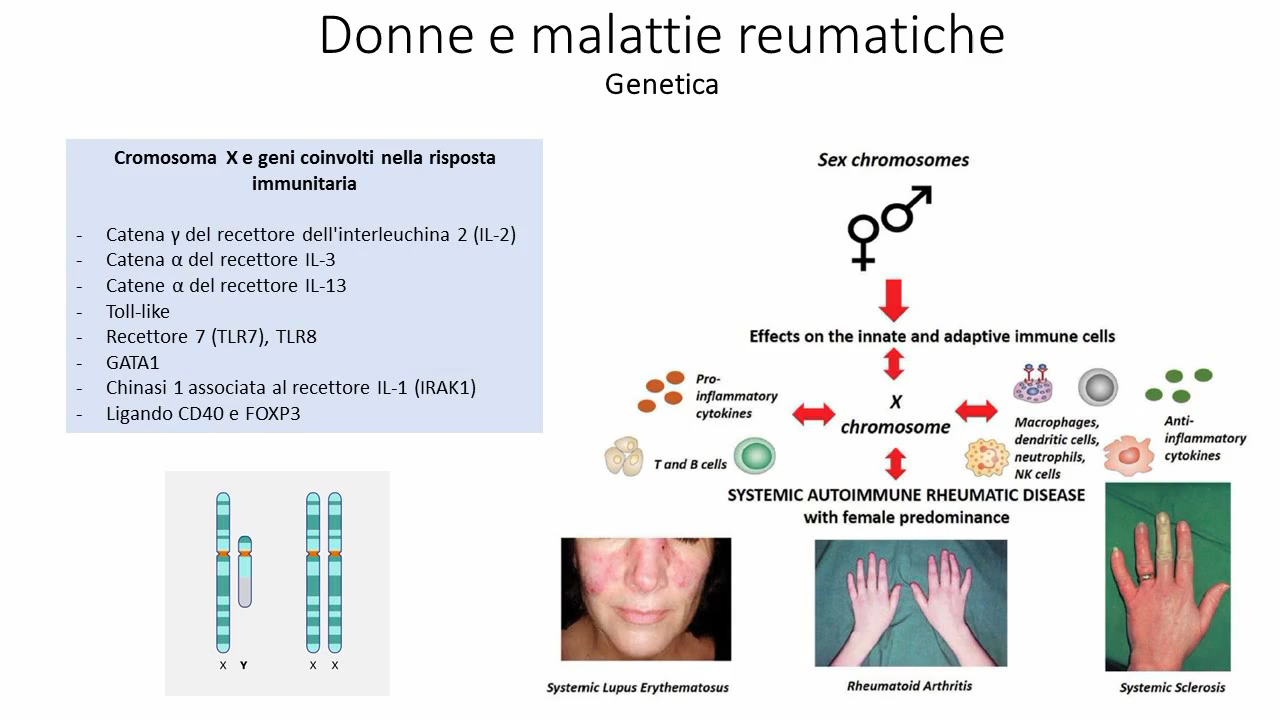 Donne e malattie reumatiche
Genetica
Cromosoma X e geni coinvolti nella risposta
immunitaria
- Catena γ del recettore dell'interleuchina 2 (IL-2)
- Catena α del recettore IL-3
- Catene α del recettore IL-13
- Toll-like
- Recettore 7 (TLR7), TLR8
- GATA1
- Chinasi 1 associata al recettore IL-1 (IRAK1)
- Ligando CD40 e FOXP3
X Y X X
Sex chromosomes
Effects on the innate and adaptive immune cells
Pro-
inflammatory
cytokines
T and B cells
X
chromosome
Macrophages,
dendritic cells,
neutrophils,
NK cells
Anti-
inflammatory
cytokines
SYSTEMIC AUTOIMMUNE RHEUMATIC DISEASE
with female predominance
Systemic Lupus Erythematosus
Rheumatoid Arthritis
Systemic Sclerosis